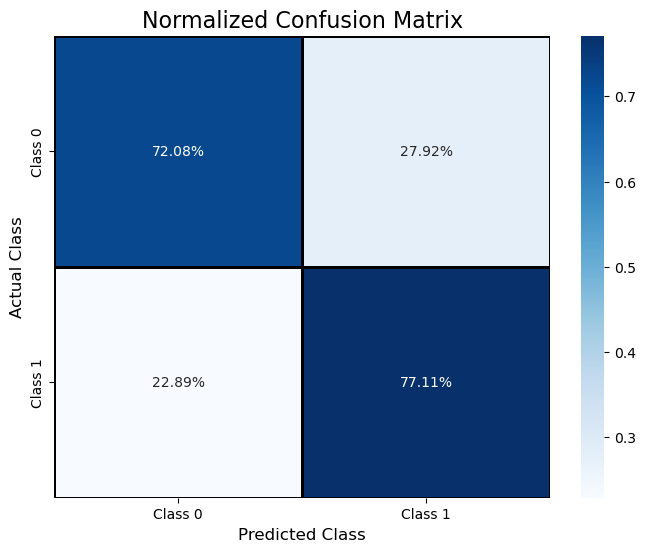 Normalized Confusion Matrix
Actual Class
Class 0
72.08%
27.92%
Class 1
22.89%
77.11%
Class 0
Class 1
Predicted Class
0.7
0.6
0.5
0.4
0.3